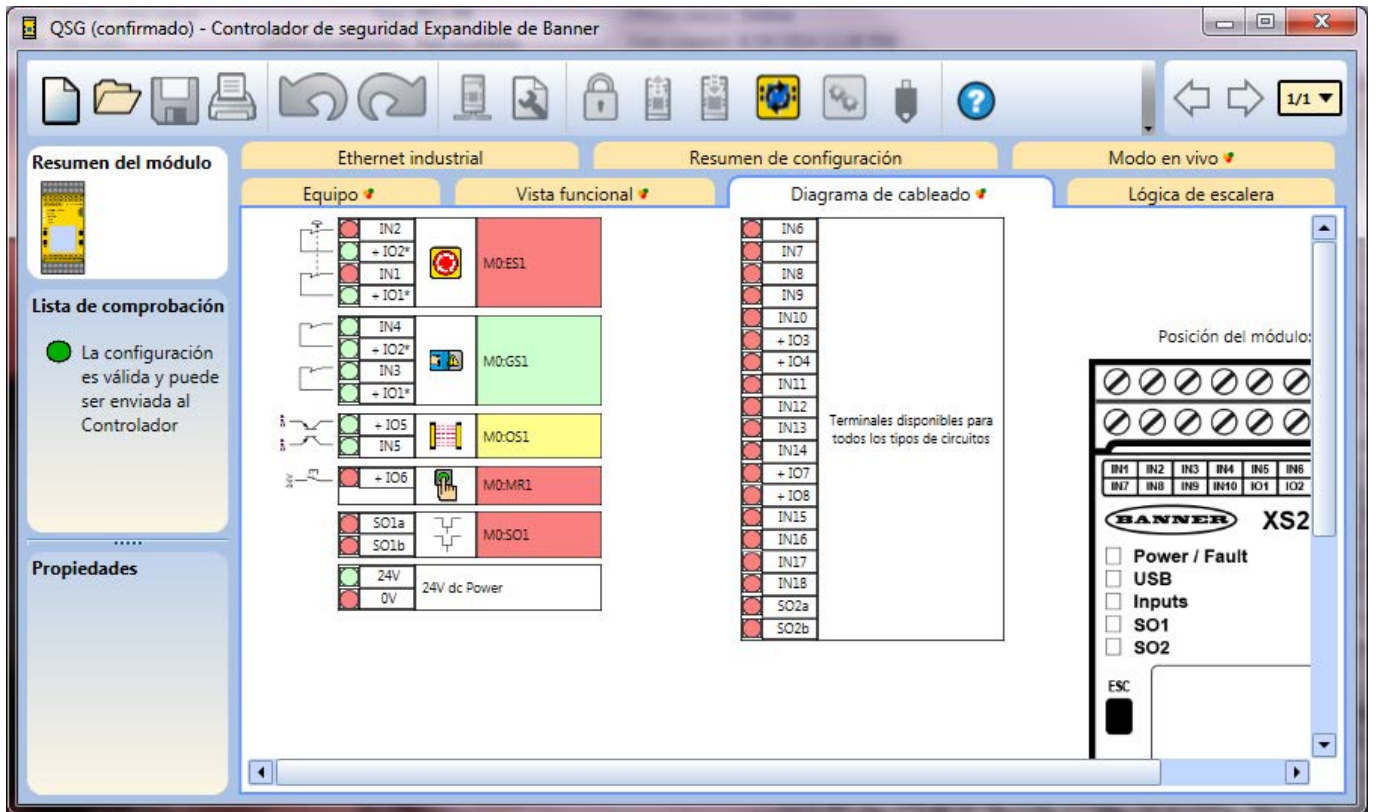 QSG (confirmado) - Controlador de seguridad Expandible de Banner
1/1
Resumen del módulo
Ethernet industrial
Resumen de configuración
Modo en vivo
Equipo
Vista funcional
Diagrama de cableado
Lógica de escalera
Lista de comprobación
La configuración
es válida y puede
ser enviada al
Controlador
Propiedades
IN2
+ IO2*
IN1
+ IO1*
M0:ES1
IN4
+ IO2*
IN3
+ IO1*
M0:GS1
+ IO5
IN5
M0:OS1
24V
+ IO6
M0:MR1
SO1a
SO1b
M0:SO1
24V
0V
24V dc Power
IN6
IN7
IN8
IN9
IN10
+ IO3
+ IO4
IN11
IN12
IN13
IN14
+ IO7
+ IO8
IN15
IN16
IN17
IN18
SO2a
SO2b
Terminales disponibles para
todos los tipos de circuitos
Posición del módulo:
IN1 IN2 IN3 IN4 IN5 IN6
IN7 IN8 IN9 IN10 IO1 IO2
BANNER XS2
Power / Fault
USB
Inputs
SO1
SO2
ESC